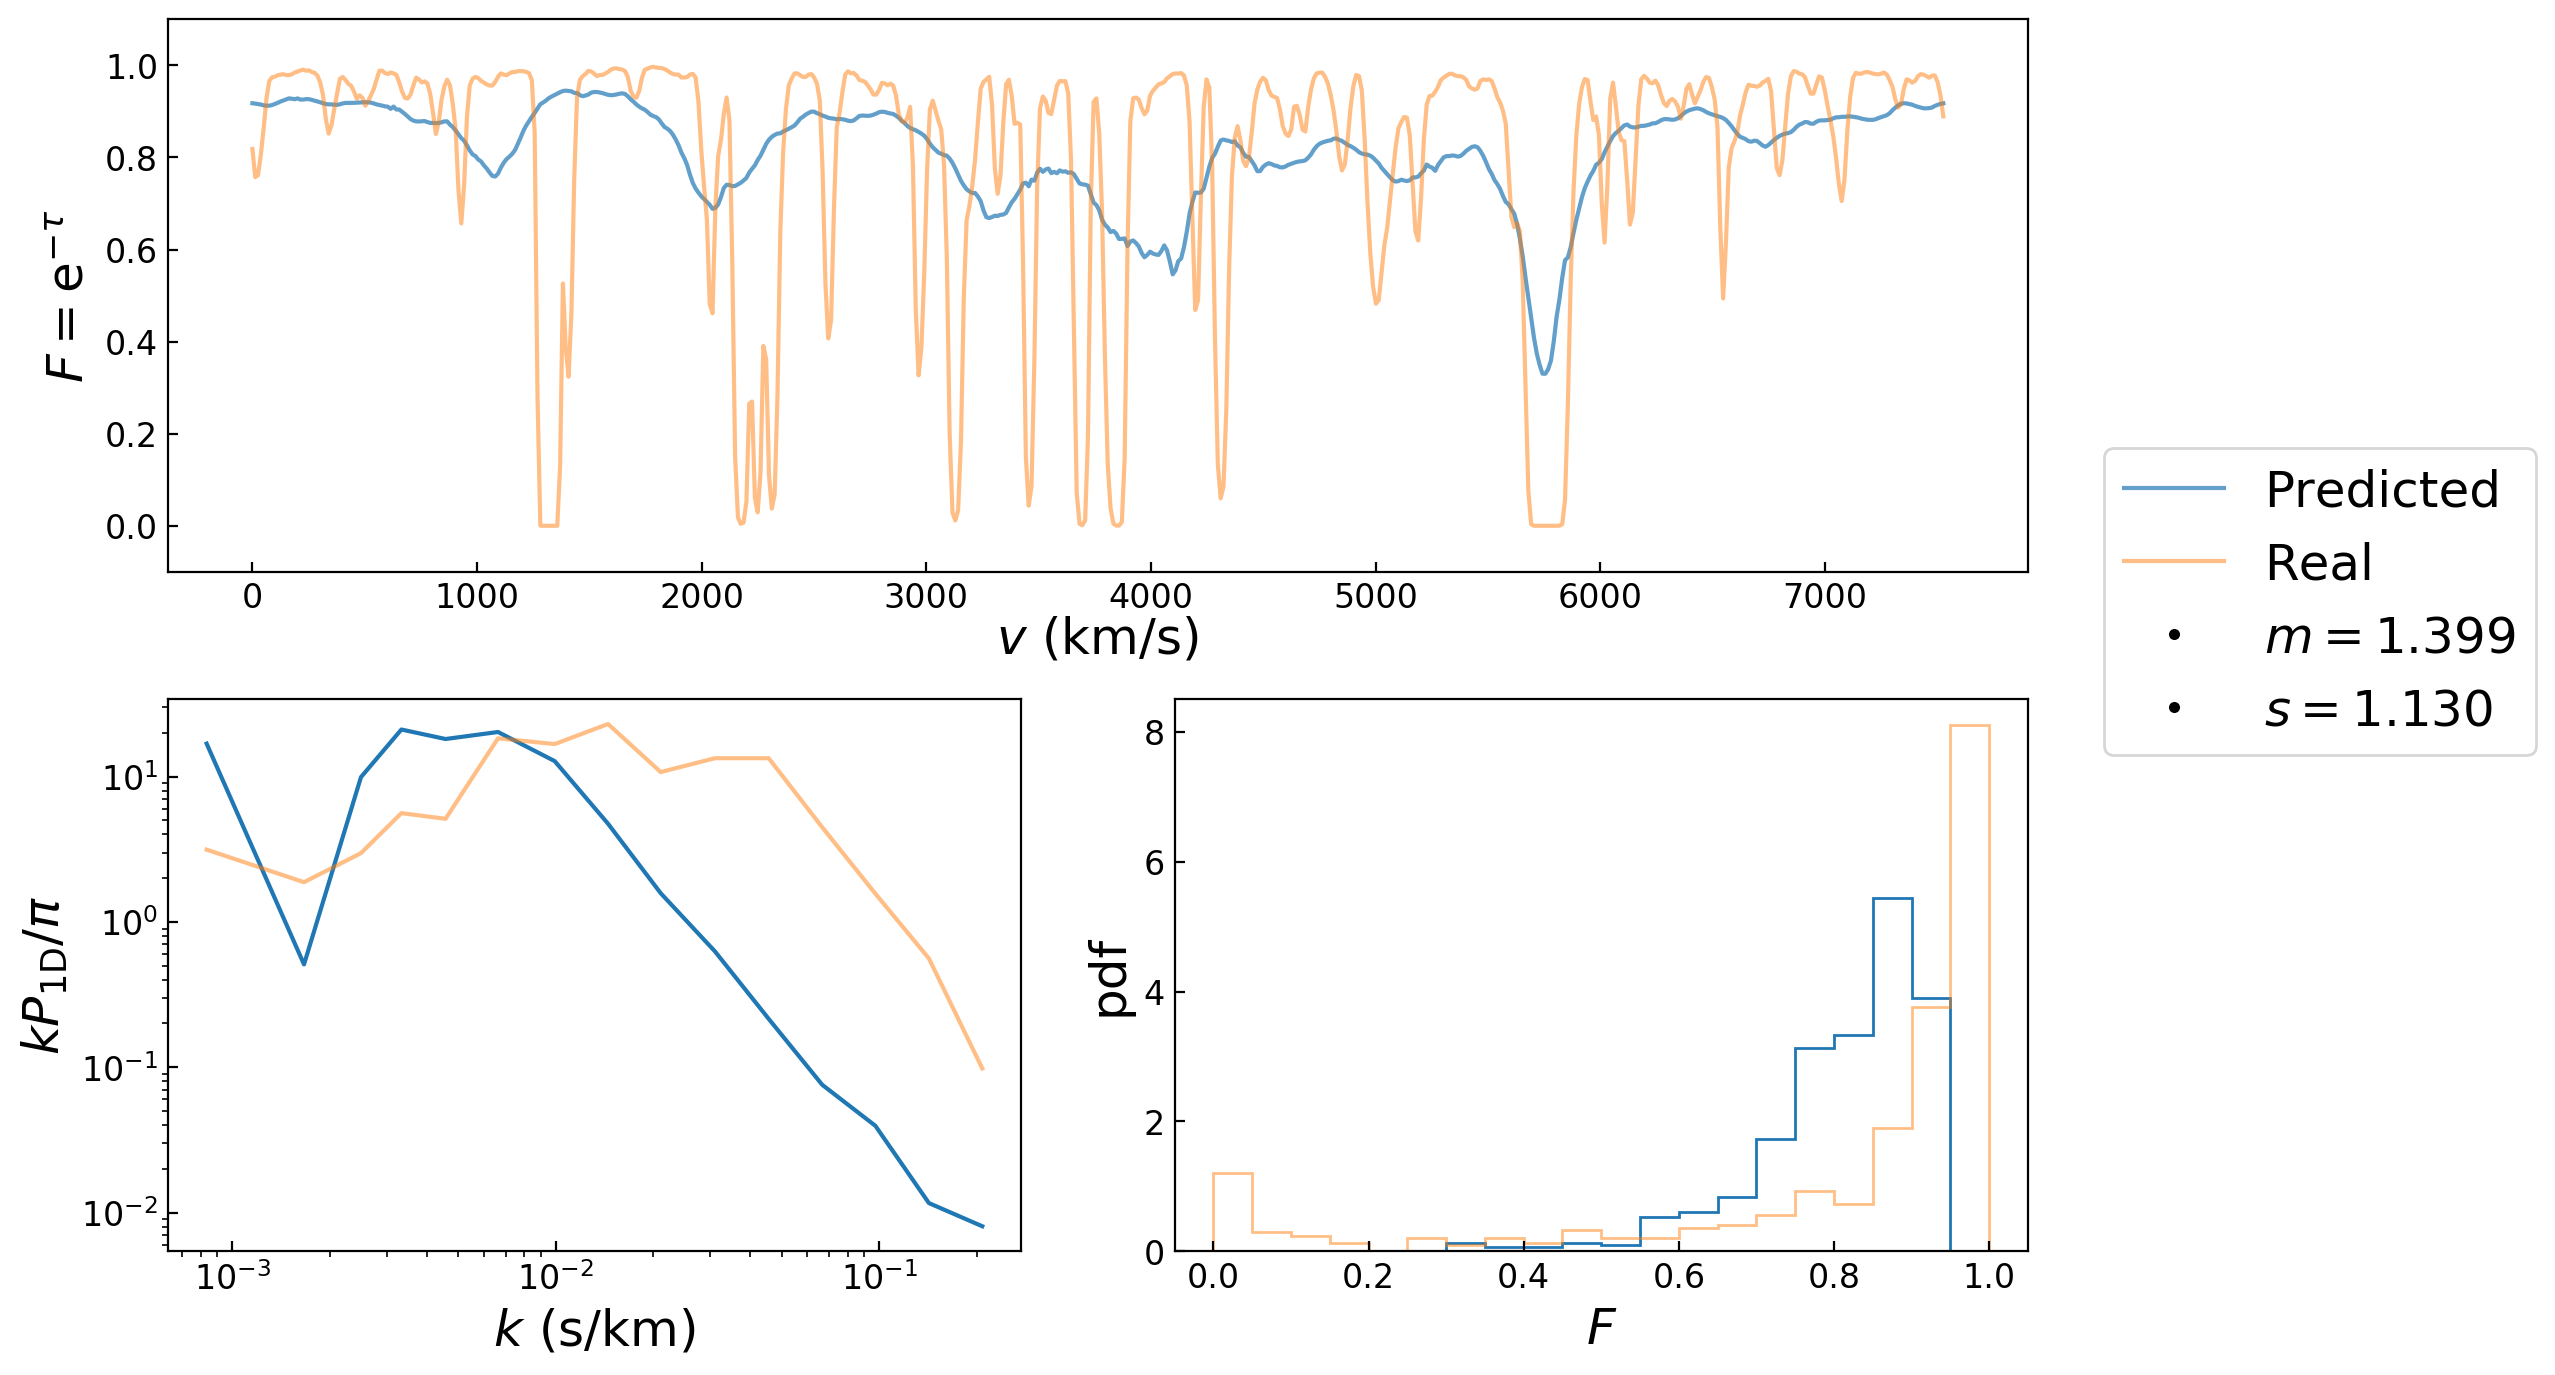 1.0
0.8
0.6
0.4
0.2
0.0
F = e^{−τ}
0 1000 2000 3000 4000 5000 6000 7000
v (km/s)
Predicted
Real
m = 1.399
s = 1.130
10^1
10^0
10^{−1}
10^{−2}
kP_{1D}/π
10^{−3} 10^{−2} 10^{−1}
k (s/km)
8
6
4
2
0
pdf
0.0 0.2 0.4 0.6 0.8 1.0
F